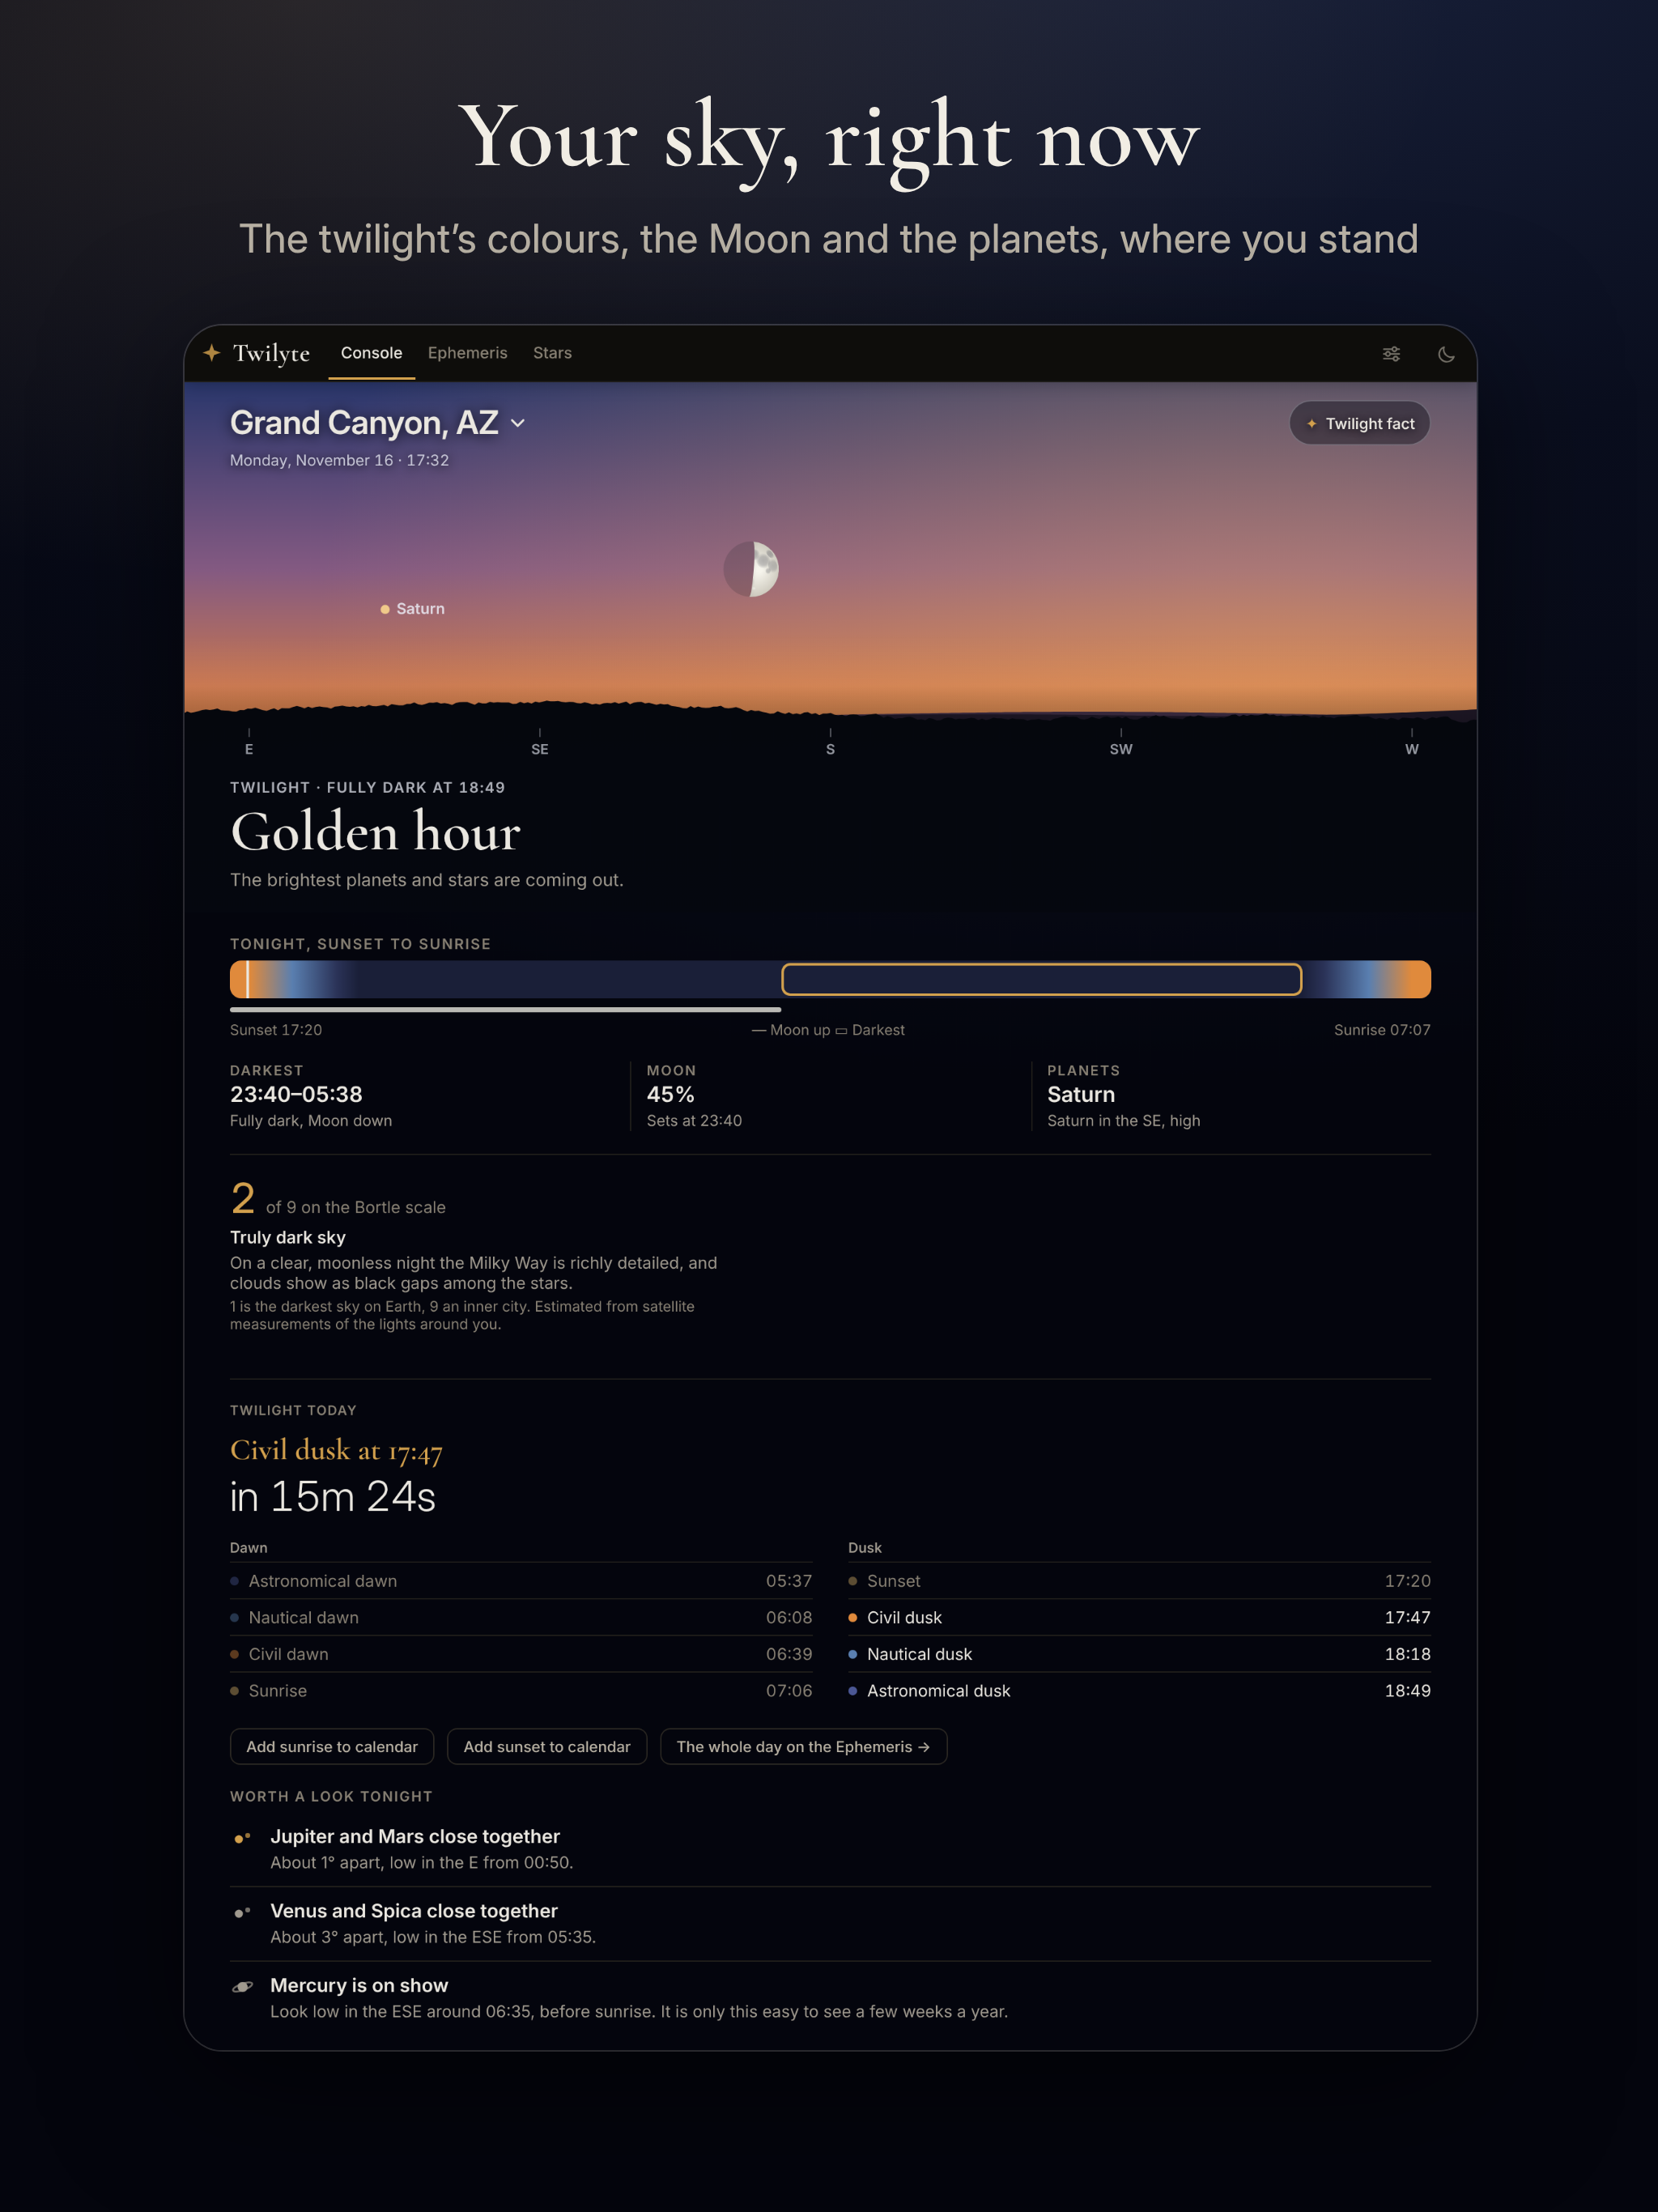 Your sky, right now
The twilight’s colours, the Moon and the planets, where you stand
Twilyte Console Ephemeris Stars
Grand Canyon, AZ
Twilight fact
Monday, November 16 · 17:32
Saturn
E SE S SW W
TWILIGHT · FULLY DARK AT 18:49
Golden hour
The brightest planets and stars are coming out.
TONIGHT, SUNSET TO SUNRISE
Sunset 17:20 — Moon up ▭ Darkest Sunrise 07:07
DARKEST
23:40–05:38
Fully dark, Moon down
MOON
45%
Sets at 23:40
PLANETS
Saturn
Saturn in the SE, high
2 of 9 on the Bortle scale
Truly dark sky
On a clear, moonless night the Milky Way is richly detailed, and
clouds show as black gaps among the stars.
1 is the darkest sky on Earth, 9 an inner city. Estimated from satellite
measurements of the lights around you.
TWILIGHT TODAY
Civil dusk at 17:47
in 15m 24s
Dawn
Astronomical dawn 05:37
Nautical dawn 06:08
Civil dawn 06:39
Sunrise 07:06
Dusk
Sunset 17:20
Civil dusk 17:47
Nautical dusk 18:18
Astronomical dusk 18:49
Add sunrise to calendar
Add sunset to calendar
The whole day on the Ephemeris →
WORTH A LOOK TONIGHT
Jupiter and Mars close together
About 1° apart, low in the E from 00:50.
Venus and Spica close together
About 3° apart, low in the ESE from 05:35.
Mercury is on show
Look low in the ESE around 06:35, before sunrise. It is only this easy to see a few weeks a year.